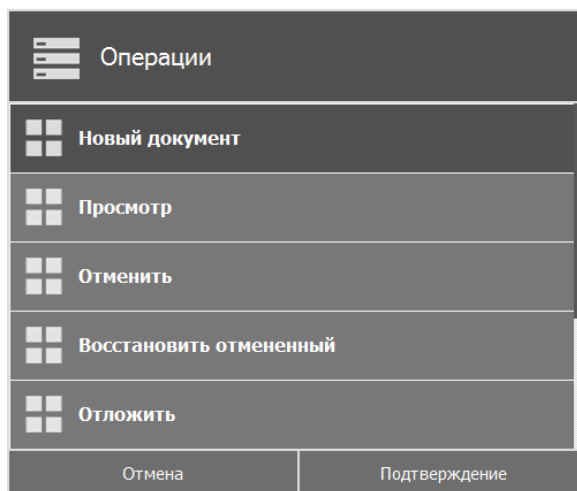 Операции
Новый документ
Просмотр
Отменить
Восстановить отмененный
Отложить
Отмена
Подтверждение